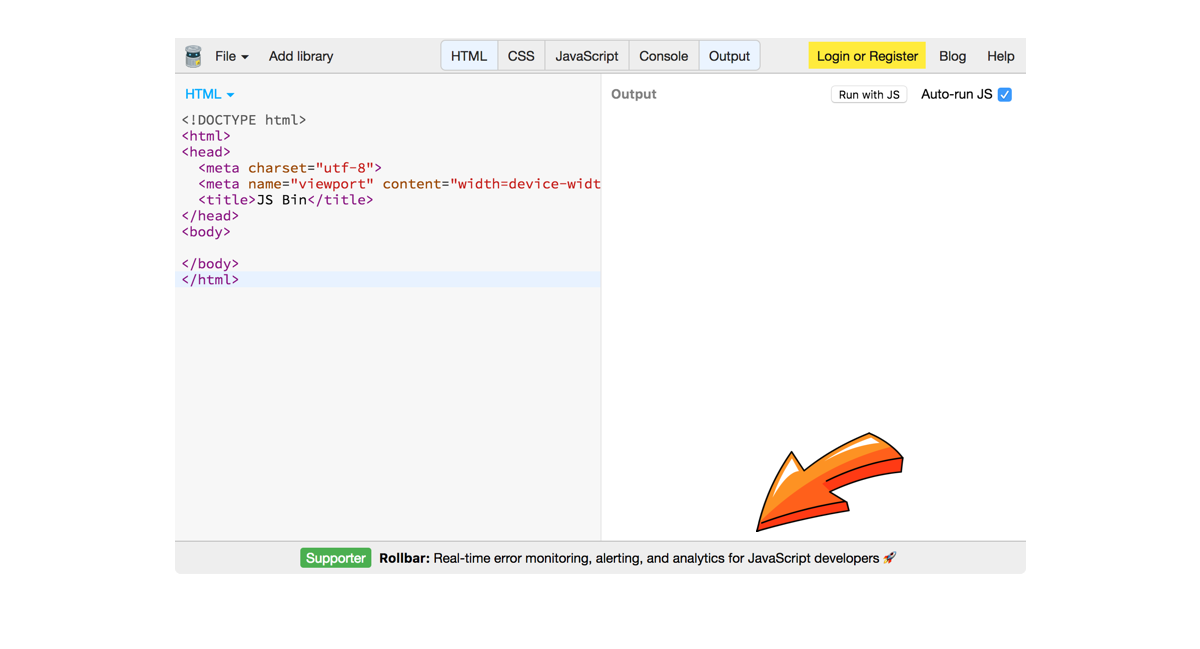 File Add library HTML CSS JavaScript Console Output Login or Register Blog Help
HTML
Output Run with JS Auto-run JS
<!DOCTYPE html>
<html>
<head>
  <meta charset="utf-8">
  <meta name="viewport" content="width=device-widt
  <title>JS Bin</title>
</head>
<body>
</body>
</html>
Supporter Rollbar: Real-time error monitoring, alerting, and analytics for JavaScript developers 🚀